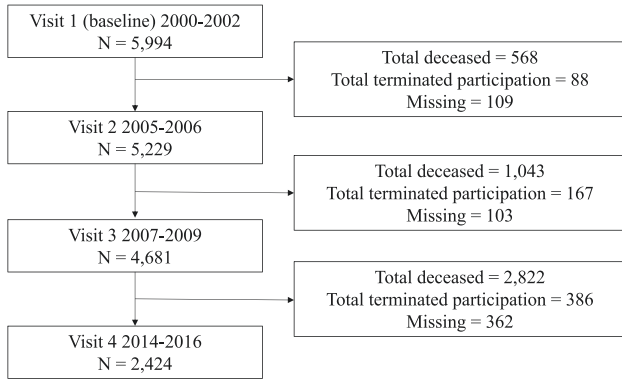 Visit 1 (baseline) 2000-2002
N = 5,994
Total deceased = 568
Total terminated participation = 88
Missing = 109
Visit 2 2005-2006
N = 5,229
Total deceased = 1,043
Total terminated participation = 167
Missing = 103
Visit 3 2007-2009
N = 4,681
Total deceased = 2,822
Total terminated participation = 386
Missing = 362
Visit 4 2014-2016
N = 2,424